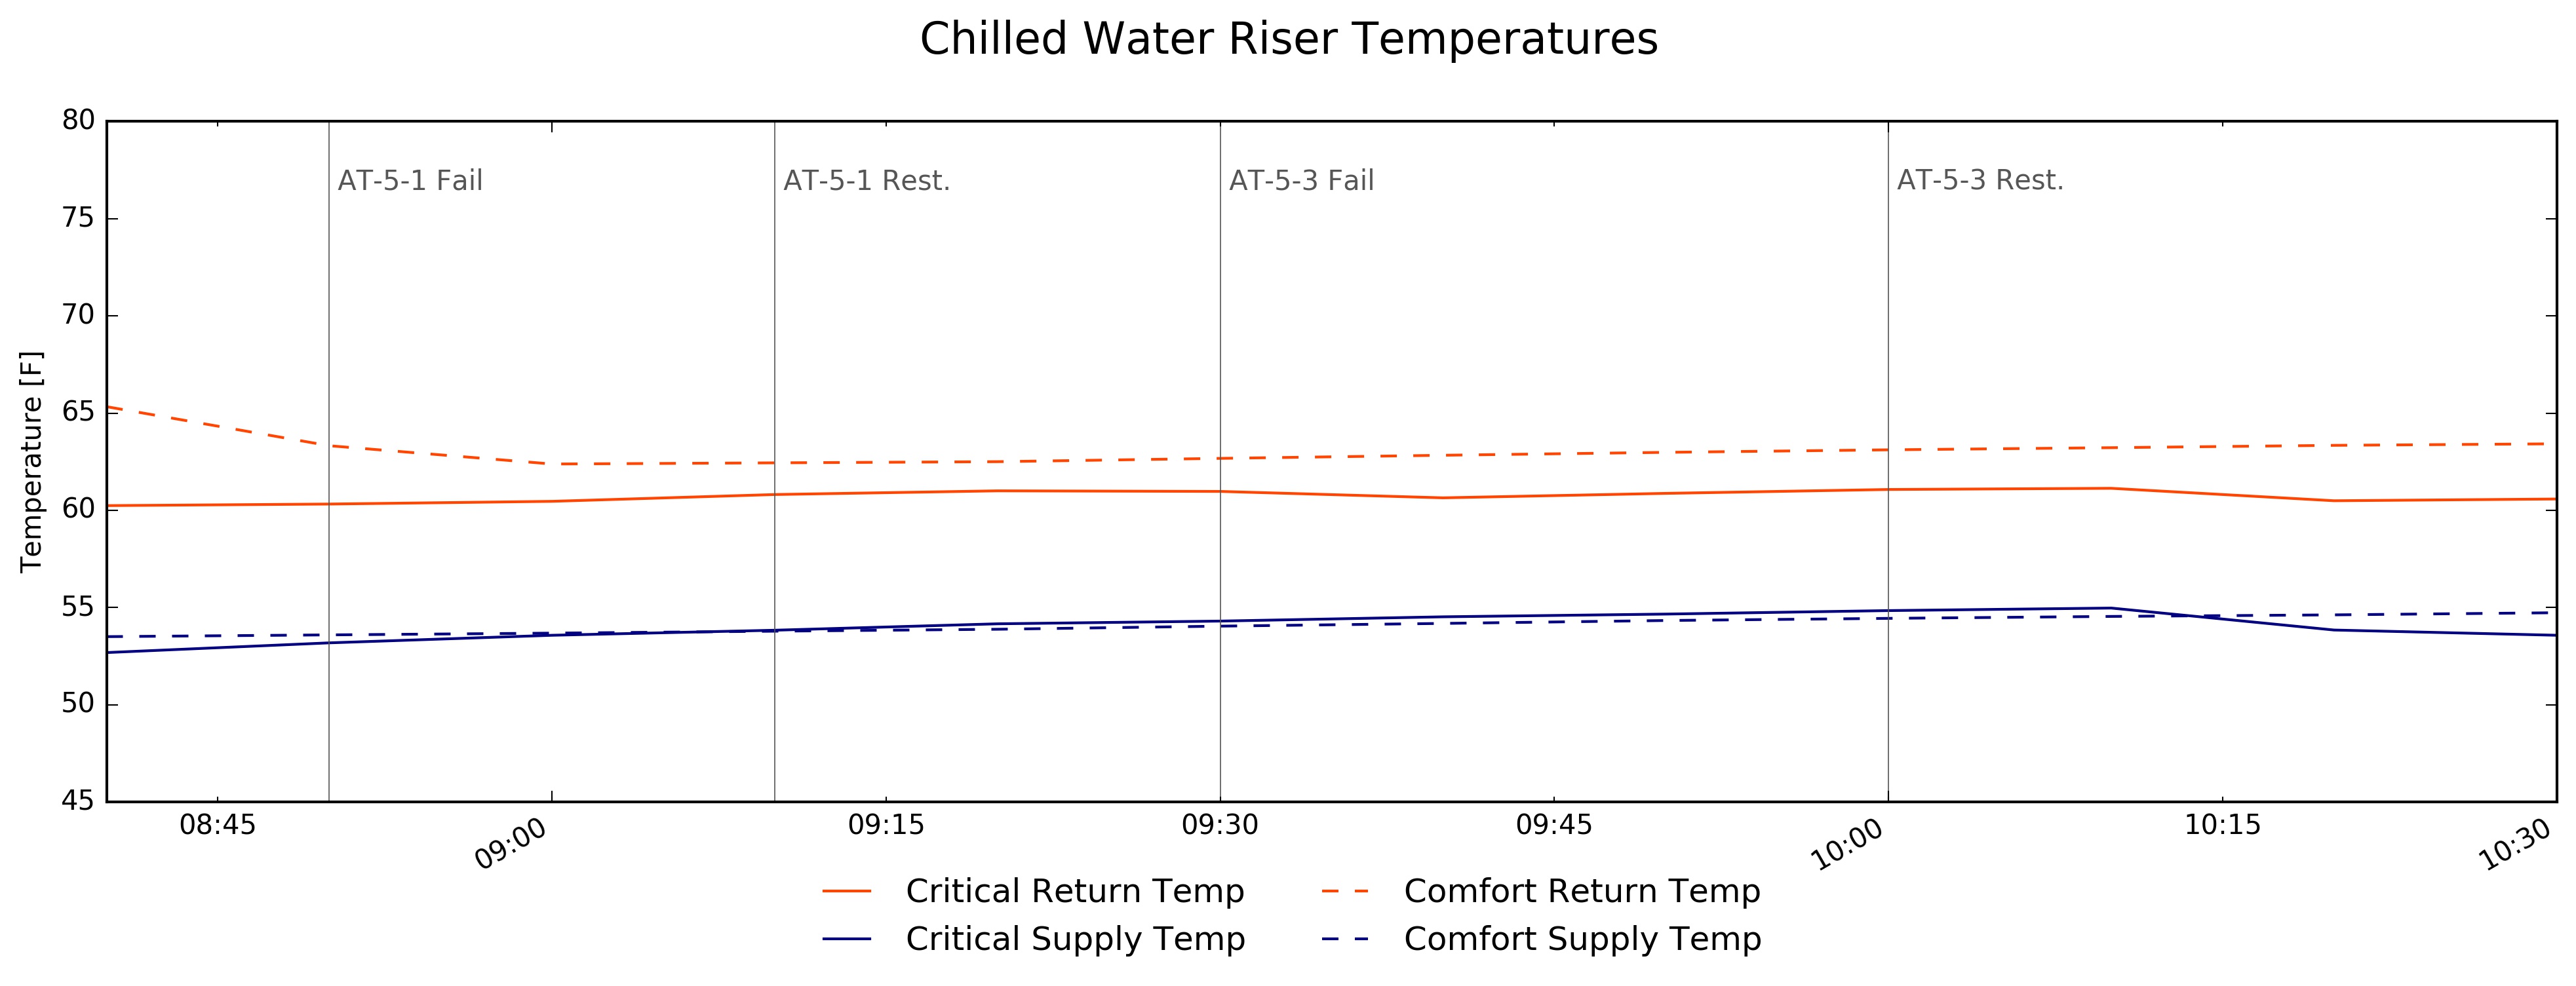 Chilled Water Riser Temperatures
80
AT-5-1 Fail
AT-5-1 Rest.
AT-5-3 Fail
AT-5-3 Rest.
75
70
65
60
55
50
45
Temperature [F]
08:45
09:00
09:15
09:30
09:45
10:00
10:15
10:30
Critical Return Temp
Comfort Return Temp
Critical Supply Temp
Comfort Supply Temp